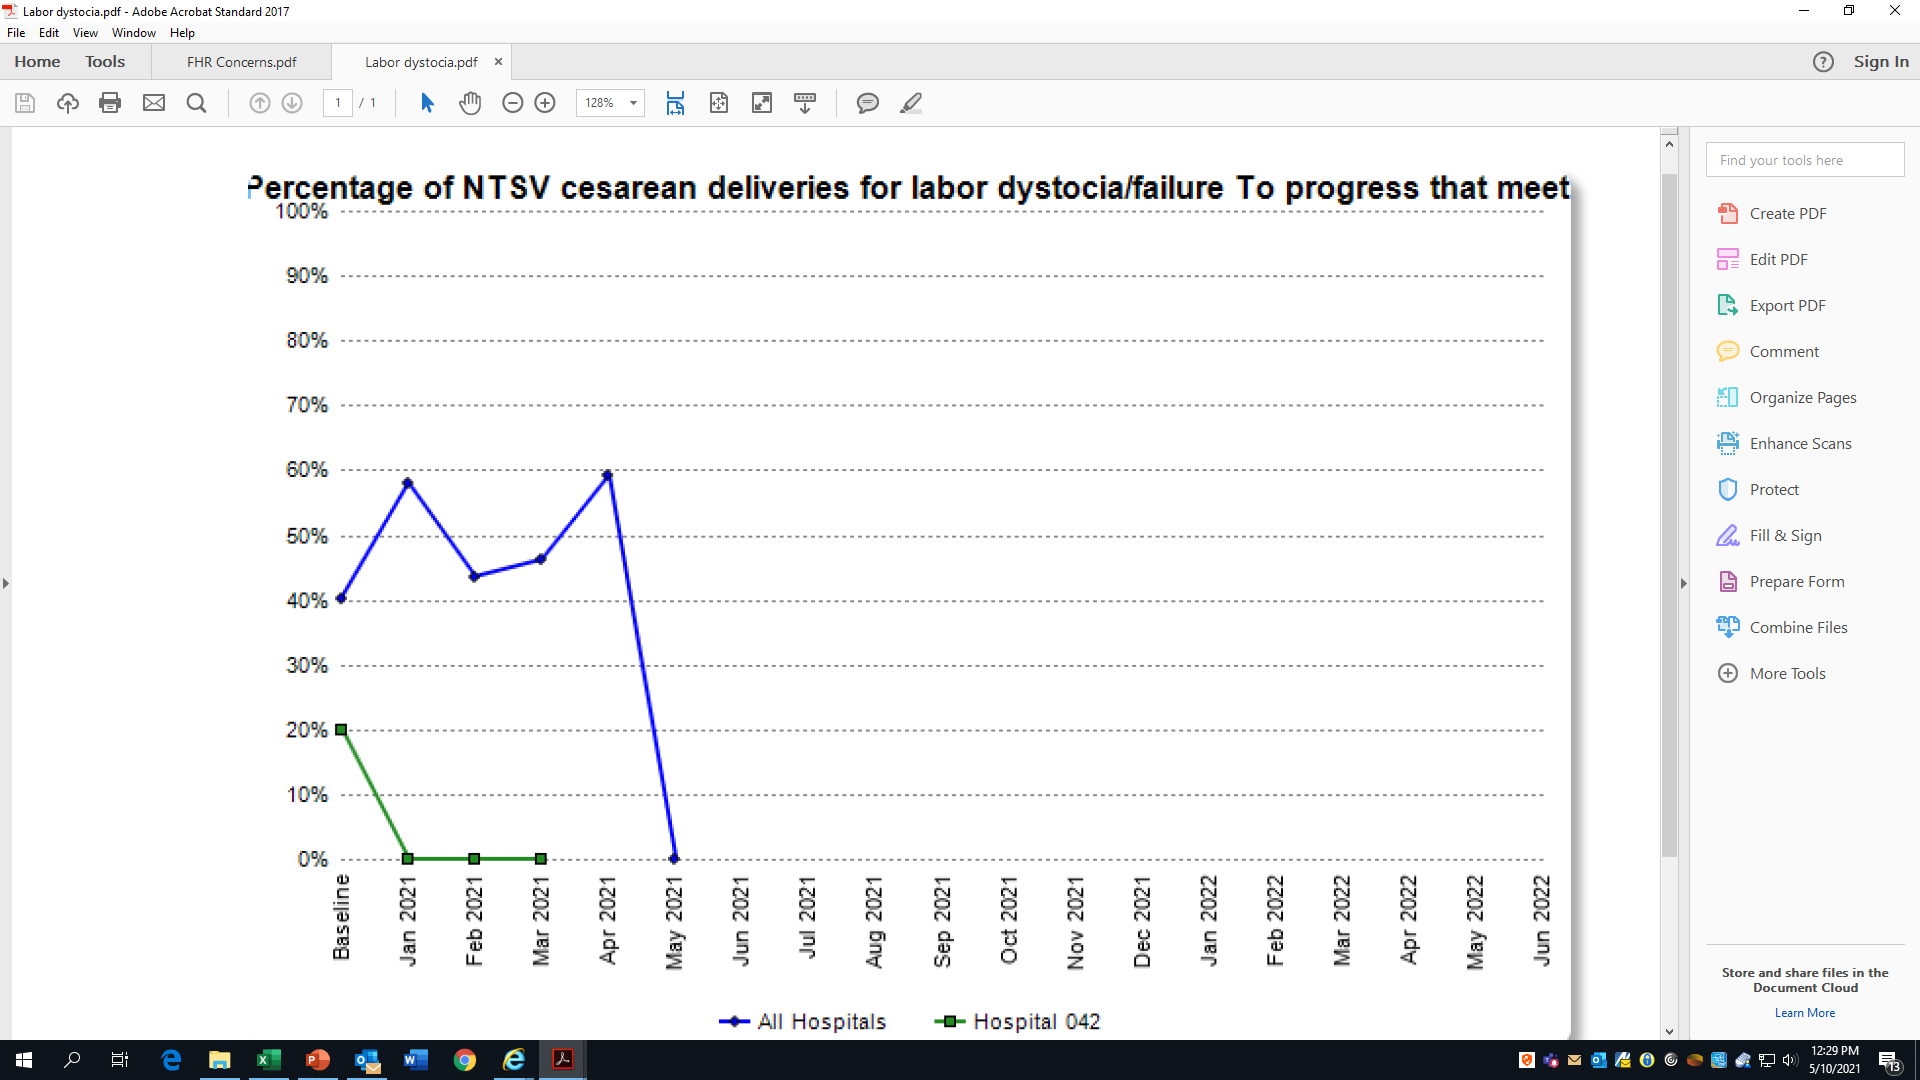 Labor dystocia.pdf - Adobe Acrobat Standard 2017
File Edit View Window Help
Home Tools FHR Concerns.pdf Labor dystocia.pdf × ? Sign In
1 / 1 128%
Find your tools here
Create PDF
Edit PDF
Export PDF
Comment
Organize Pages
Enhance Scans
Protect
Fill & Sign
Prepare Form
Combine Files
More Tools
Store and share files in the
Document Cloud
Learn More
Percentage of NTSV cesarean deliveries for labor dystocia/failure To progress that meet
100%
90%
80%
70%
60%
50%
40%
30%
20%
10%
0%
Baseline
Jan 2021
Feb 2021
Mar 2021
Apr 2021
May 2021
Jun 2021
Jul 2021
Aug 2021
Sep 2021
Oct 2021
Nov 2021
Dec 2021
Jan 2022
Feb 2022
Mar 2022
Apr 2022
May 2022
Jun 2022
All Hospitals Hospital 042
12:29 PM
5/10/2021
13